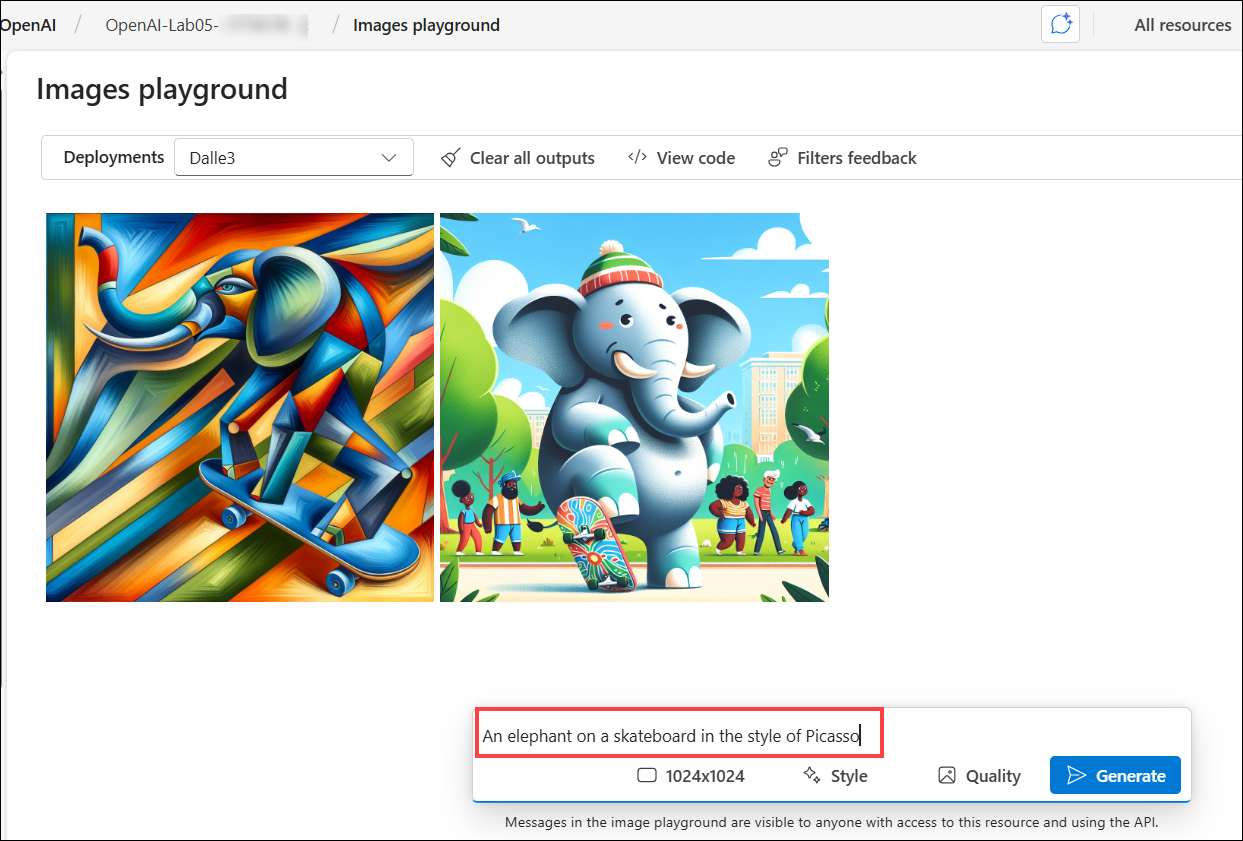 OpenAI / OpenAI-Lab05- / Images playground
All resources
Images playground
Deployments Dalle3 Clear all outputs </> View code Filters feedback
An elephant on a skateboard in the style of Picasso
1024x1024 Style Quality Generate
Messages in the image playground are visible to anyone with access to this resource and using the API.